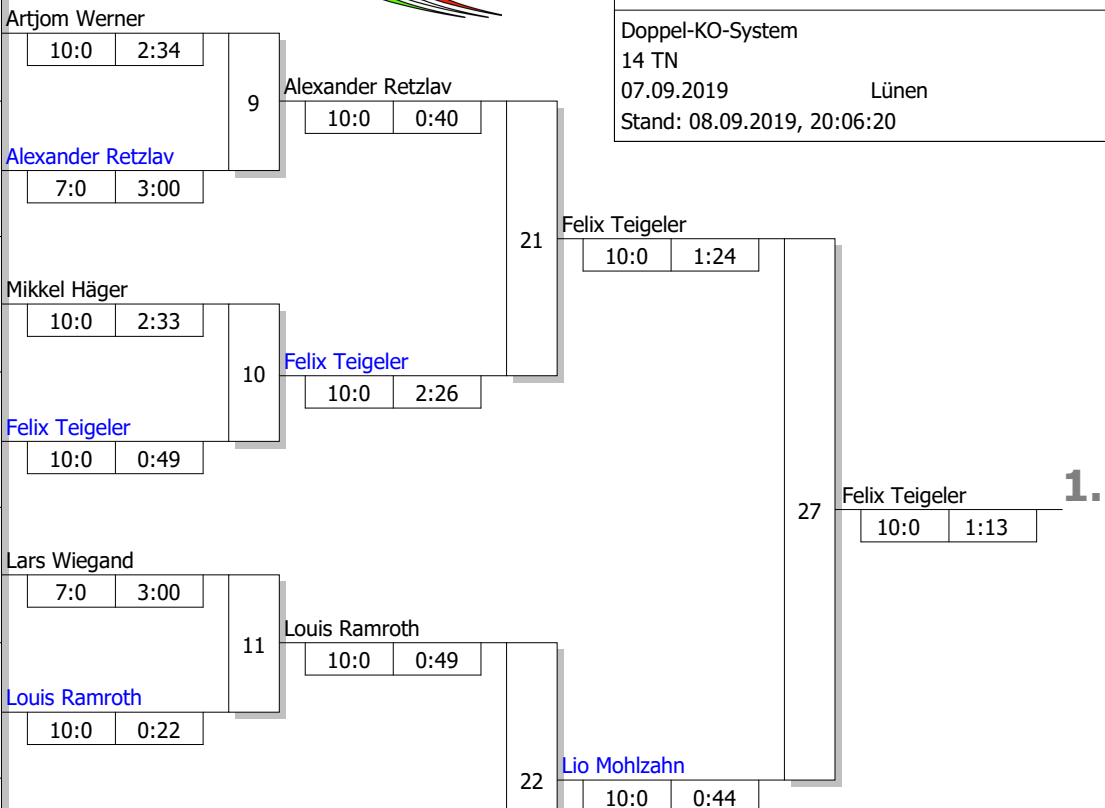 Doppel-KO-System
14 TN
07.09.2019 Lünen
Stand: 08.09.2019, 20:06:20
Artjom Werner
10:0 2:34
9
Alexander Retzlav
10:0 0:40
Alexander Retzlav
7:0 3:00
21
Felix Teigeler
10:0 1:24
Mikkel Häger
10:0 2:33
10
Felix Teigeler
10:0 2:26
Felix Teigeler
10:0 0:49
27
Felix Teigeler
10:0 1:13
1.
Lars Wiegand
7:0 3:00
11
Louis Ramroth
10:0 0:49
Louis Ramroth
10:0 0:22
22
Lio Mohlzahn
10:0 0:44